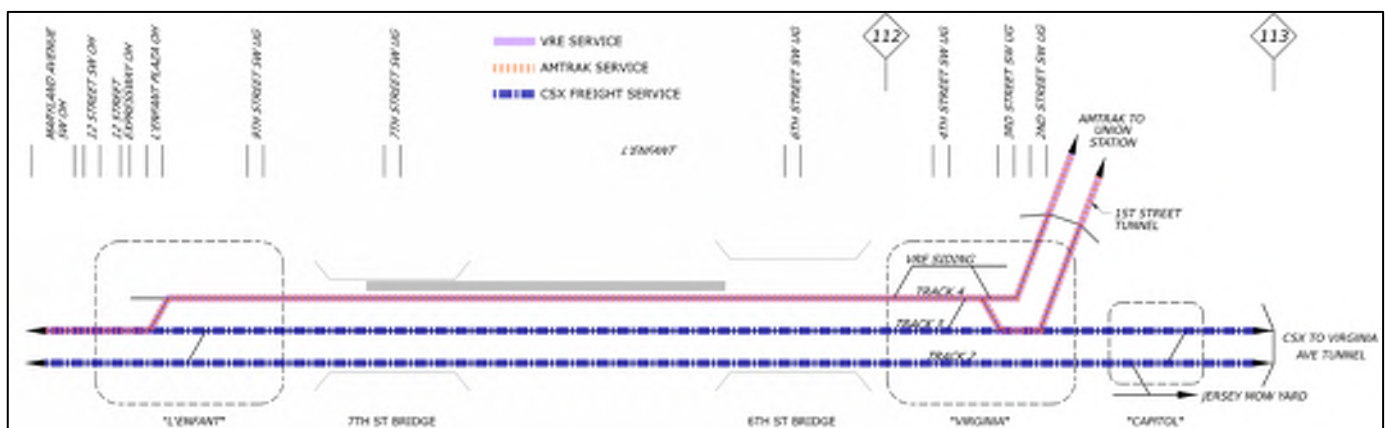 MARYLAND AVENUE
SW OH
12 STREET SW OH
12 STREET
EXPRESSWAY OH
L'ENFANT PLAZA OH
8TH STREET SW UG
7TH STREET SW UG
VRE SERVICE
AMTRAK SERVICE
CSX FREIGHT SERVICE
L'ENFANT
6TH STREET SW UG
112
4TH STREET SW UG
3RD STREET SW UG
2ND STREET SW UG
113
AMTRAK TO
UNION
STATION
1ST STREET
TUNNEL
VRE SIDING
TRACK 4
TRACK 3
TRACK 2
CSX TO VIRGINIA
AVE TUNNEL
JERSEY MOW YARD
"L'ENFANT"
7TH ST BRIDGE
6TH ST BRIDGE
"VIRGINIA"
"CAPITOL"